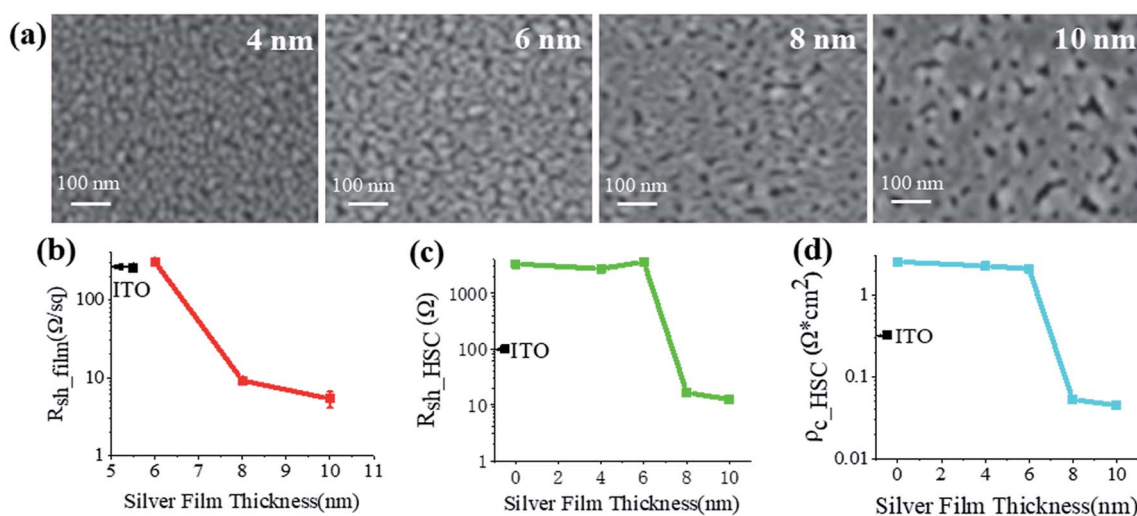 (a)
4 nm
6 nm
8 nm
10 nm
100 nm
100 nm
100 nm
100 nm
(b)
R_sh_film(Ω/sq)
100
10
1
ITO
5 6 7 8 9 10 11
Silver Film Thickness(nm)
(c)
R_sh_HSC (Ω)
1000
100
10
1
ITO
0 2 4 6 8 10
Silver Film Thickness(nm)
(d)
ρ_c_HSC (Ω*cm2)
1
0.1
0.01
ITO
0 2 4 6 8 10
Silver Film Thickness(nm)